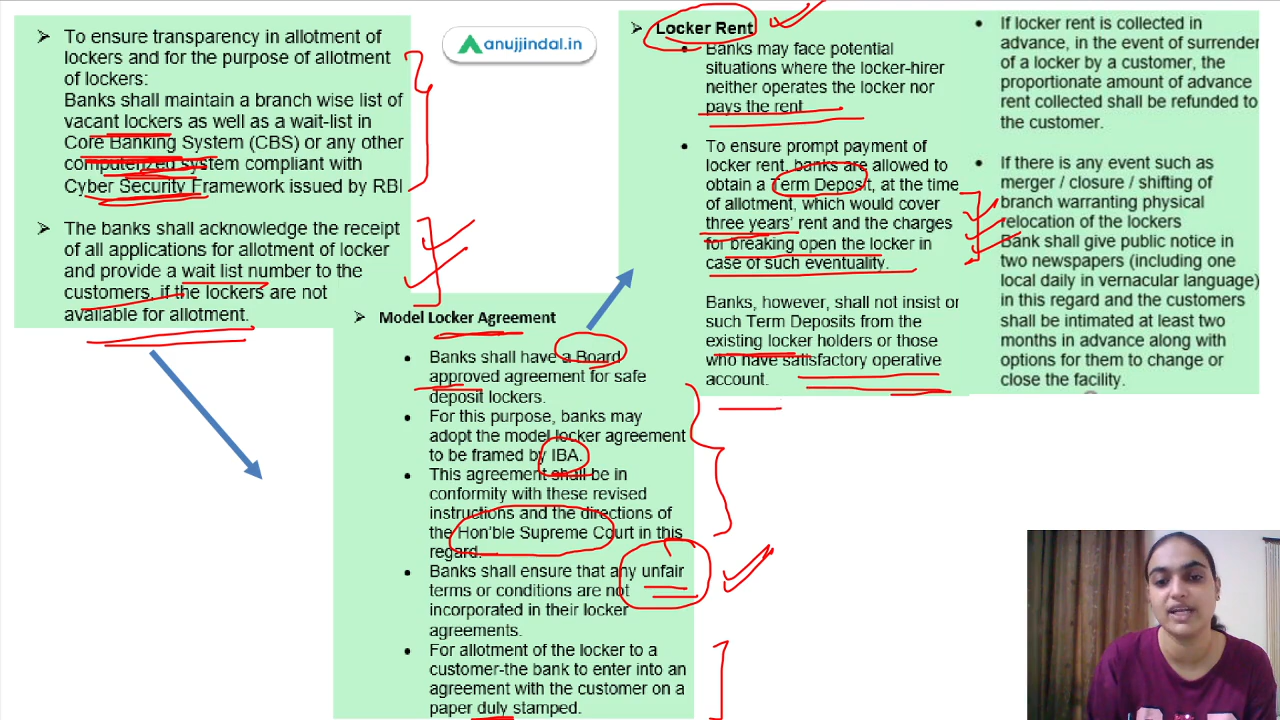 To ensure transparency in allotment of
lockers and for the purpose of allotment
of lockers:
Banks shall maintain a branch wise list of
vacant lockers as well as a wait-list in
Core Banking System (CBS) or any other
computerized system compliant with
Cyber Security Framework issued by RBI
The banks shall acknowledge the receipt
of all applications for allotment of locker
and provide a wait list number to the
customers, if the lockers are not
available for allotment.
anujjindal.in
Model Locker Agreement
Banks shall have a Board
approved agreement for safe
deposit lockers.
For this purpose, banks may
adopt the model locker agreement
to be framed by IBA.
This agreement shall be in
conformity with these revised
instructions and the directions of
the Hon'ble Supreme Court in this
regard.
Banks shall ensure that any unfair
terms or conditions are not
incorporated in their locker
agreements.
For allotment of the locker to a
customer-the bank to enter into an
agreement with the customer on a
paper duly stamped.
Locker Rent
Banks may face potential
situations where the locker-hirer
neither operates the locker nor
pays the rent
To ensure prompt payment of
locker rent, banks are allowed to
obtain a Term Deposit, at the time
of allotment, which would cover
three years' rent and the charges
for breaking open the locker in
case of such eventuality.
Banks, however, shall not insist on
such Term Deposits from the
existing locker holders or those
who have satisfactory operative
account.
If locker rent is collected in
advance, in the event of surrender
of a locker by a customer, the
proportionate amount of advance
rent collected shall be refunded to
the customer.
If there is any event such as
merger / closure / shifting of
branch warranting physical
relocation of the lockers
Bank shall give public notice in
two newspapers (including one
local daily in vernacular language)
in this regard and the customers
shall be intimated at least two
months in advance along with
options for them to change or
close the facility.